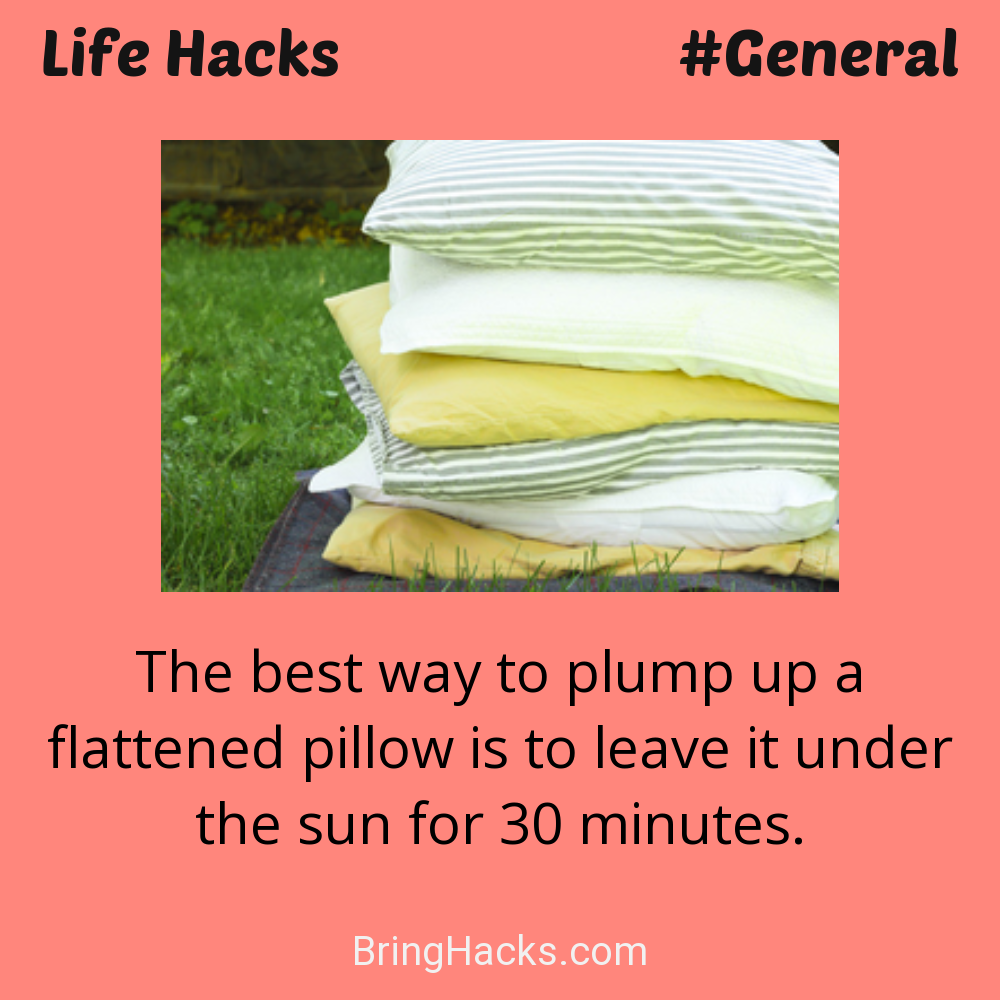 Life Hacks #General
The best way to plump up a
flattened pillow is to leave it under
the sun for 30 minutes.
BringHacks.com